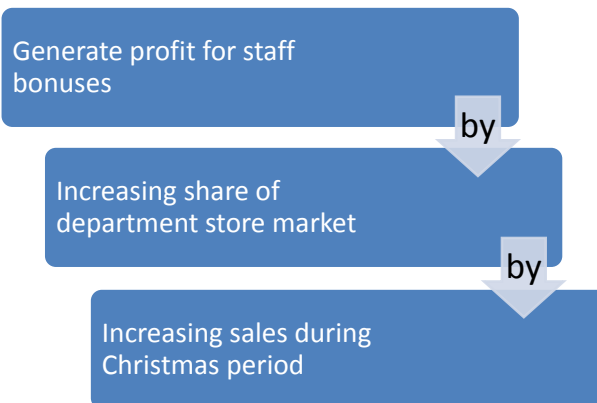 Generate profit for staff
bonuses
by
Increasing share of
department store market
by
Increasing sales during
Christmas period